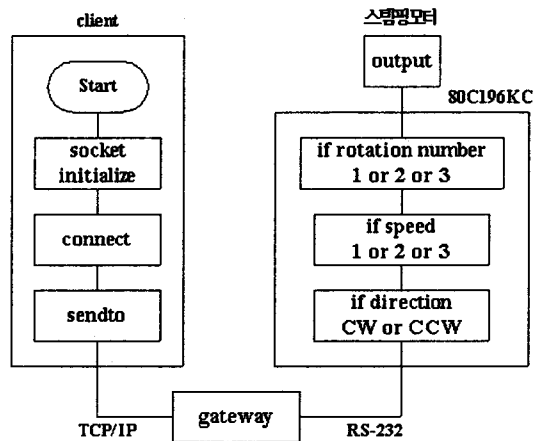 client
Start
socket
initialize
connect
sendto
TCP/IP
gateway
RS-232
스템핑모터
output
80C196KC
if rotation number
1 or 2 or 3
if speed
1 or 2 or 3
if direction
CW or CCW